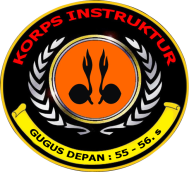 KORPS INSTRUKTUR
GUGUS DEPAN : 55 - 56. s